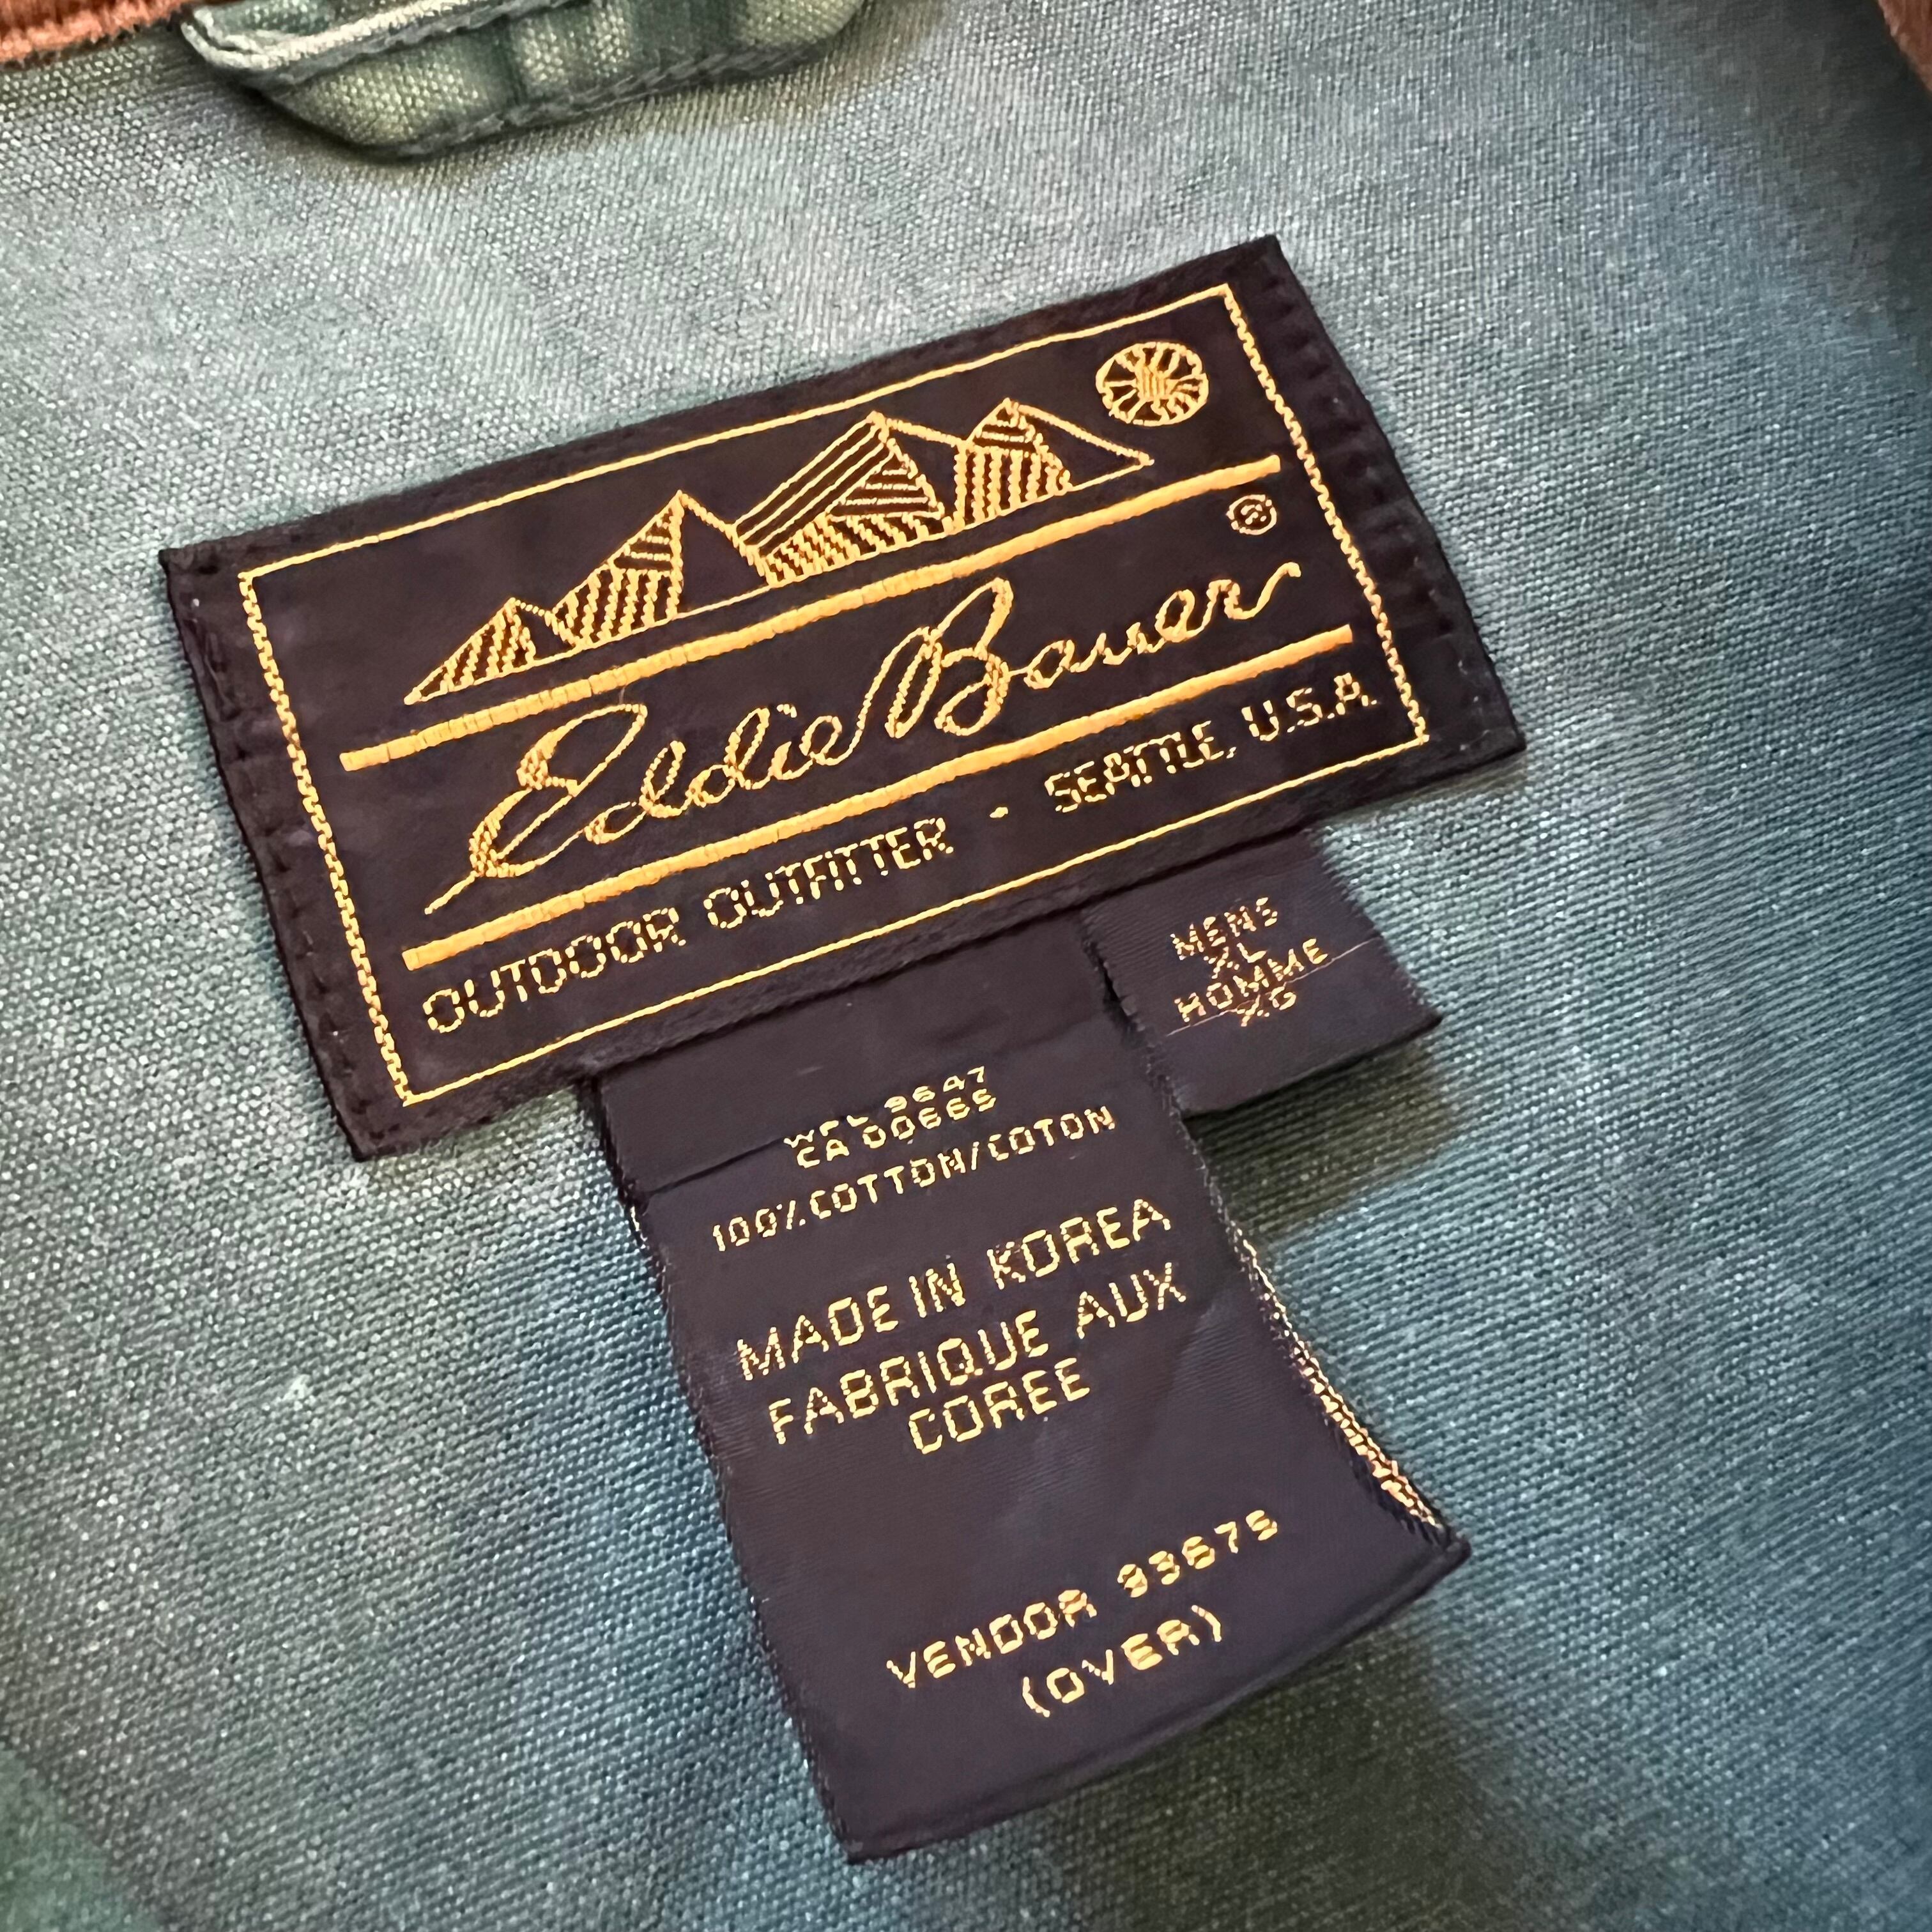 ®
Eddie Bauer
OUTDOOR OUTFITTER - SEATTLE, U.S.A.
MENS
XL
HOMME
XG
WPL 9647
CA 00665
100% COTTON/COTON
MADE IN KOREA
FABRIQUE AUX
COREE
VENDOR 93675
(OVER)